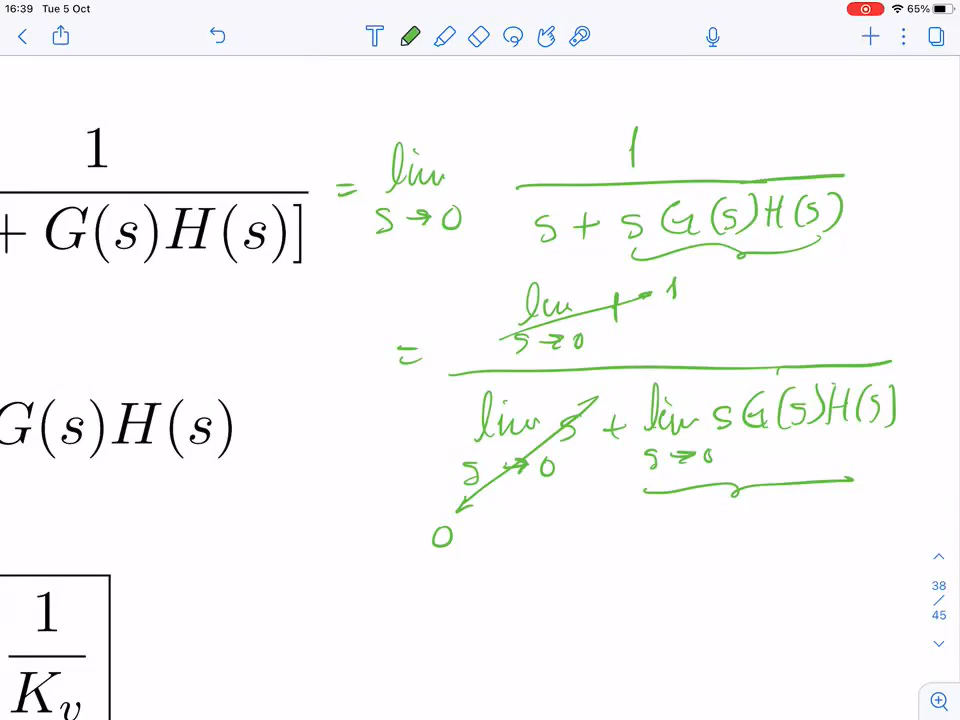 16:39 Tue 5 Oct
65%
T
1
+ G(s)H(s)]
= lim s→0
1
s + s G(s)H(s)
lim s→0 1 → 1
=
lim s→0 s + lim s→0 s G(s)H(s)
0
G(s)H(s)
1
K_v
38
/
45